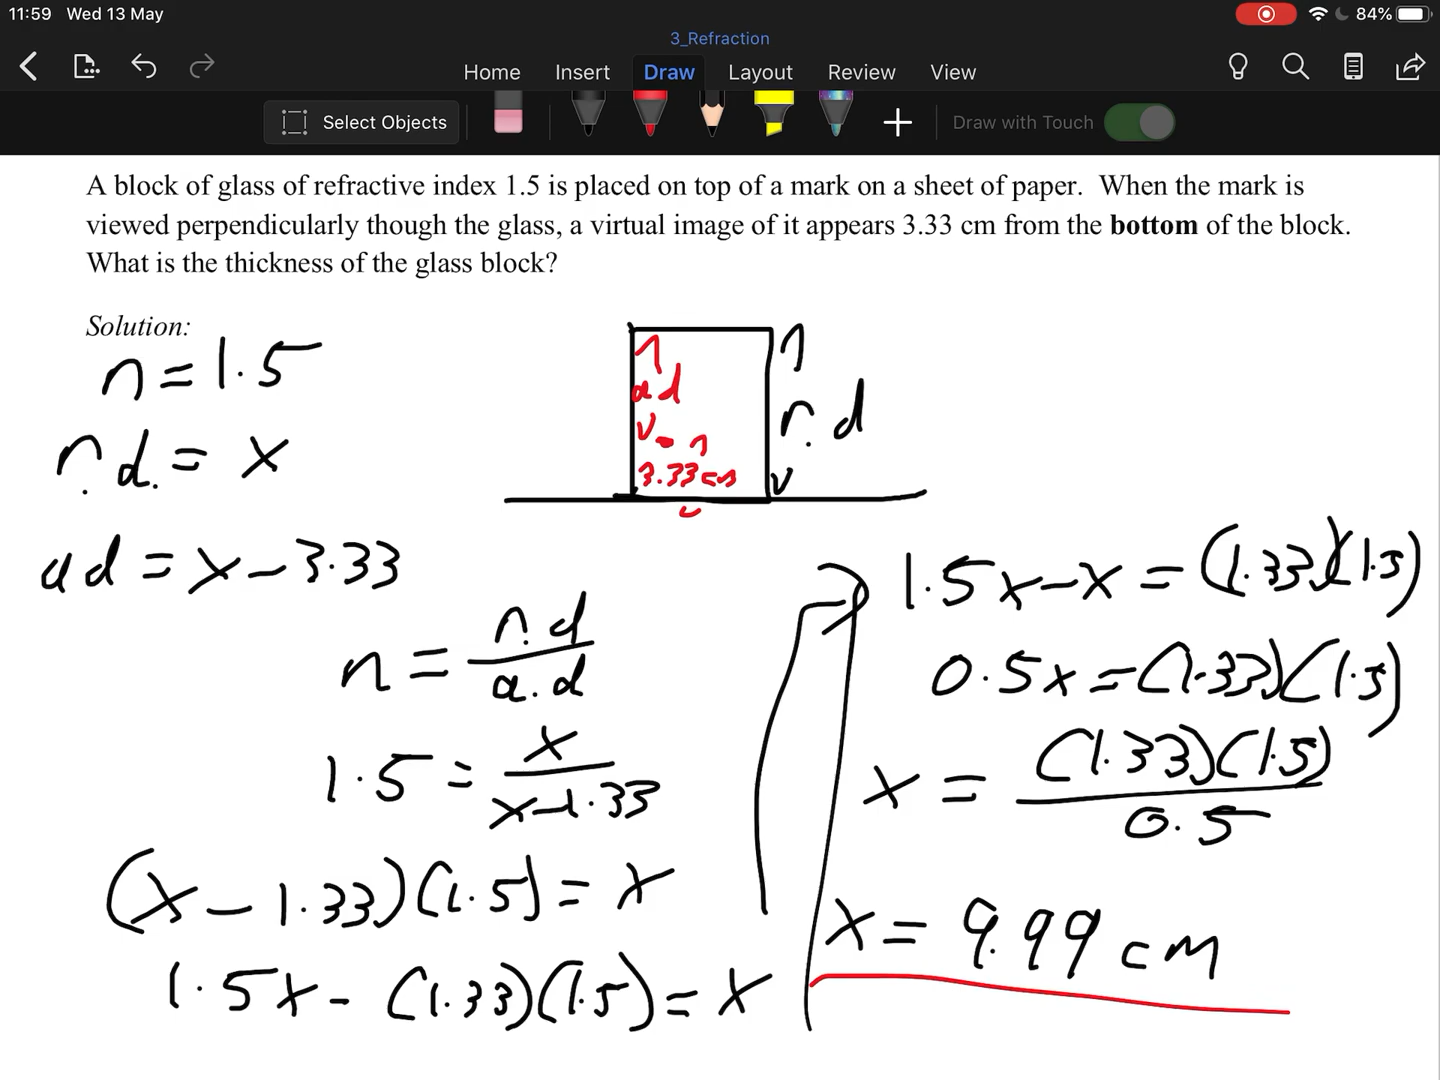 11:59 Wed 13 May 84%
3_Refraction
Home Insert Draw Layout Review View
Select Objects Draw with Touch
A block of glass of refractive index 1.5 is placed on top of a mark on a sheet of paper. When the mark is
viewed perpendicularly though the glass, a virtual image of it appears 3.33 cm from the bottom of the block.
What is the thickness of the glass block?
Solution:
n = 1.5
r.d. = x
ad = x - 3.33
n = r.d / a.d
1.5 = x / x-1.33
(x - 1.33)(1.5) = x
1.5x - (1.33)(1.5) = x
ad
3.33 cm
r.d
1.5x - x = (1.33)(1.5)
0.5x = (1.33)(1.5)
x = (1.33)(1.5) / 0.5
x = 9.99 cm